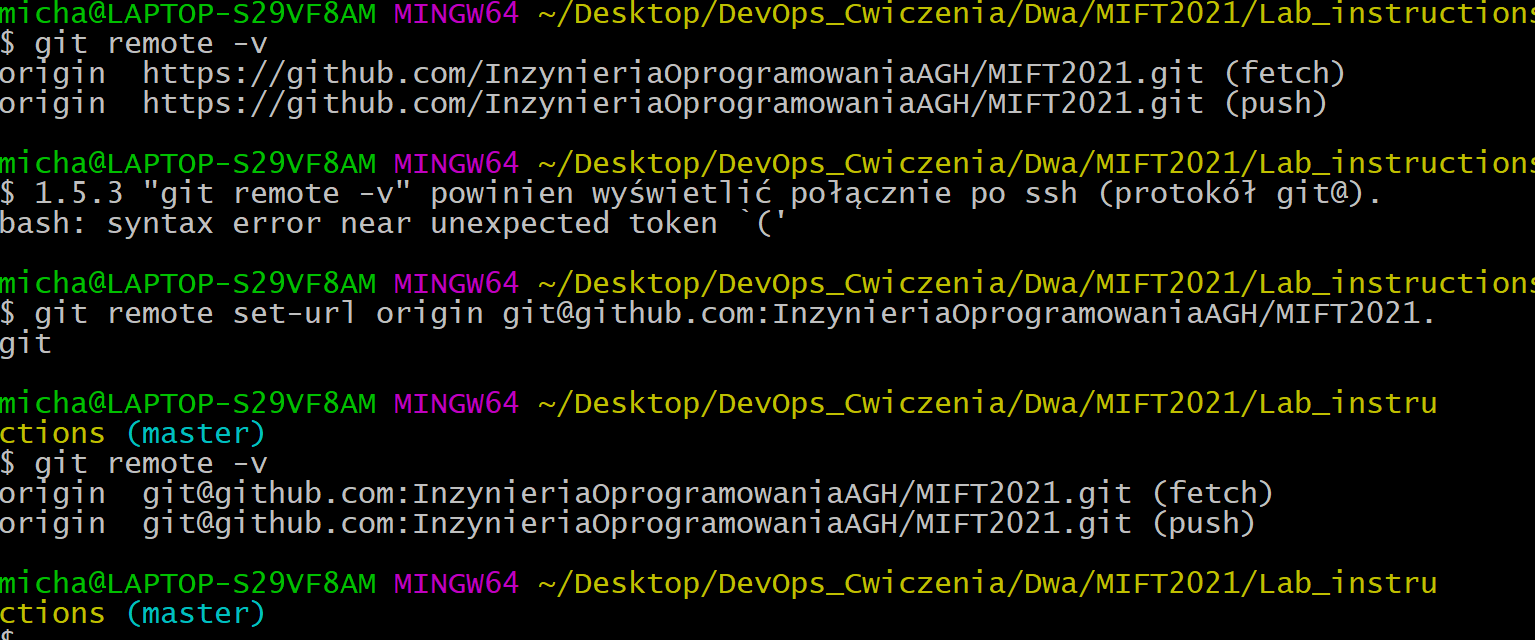 micha@LAPTOP-S29VF8AM MINGW64 ~/Desktop/DevOps_Cwiczenia/Dwa/MIFT2021/Lab_instructions
$ git remote -v
origin  https://github.com/InzynieriaOprogramowaniaAGH/MIFT2021.git (fetch)
origin  https://github.com/InzynieriaOprogramowaniaAGH/MIFT2021.git (push)
micha@LAPTOP-S29VF8AM MINGW64 ~/Desktop/DevOps_Cwiczenia/Dwa/MIFT2021/Lab_instructions
$ 1.5.3 "git remote -v" powinien wyświetlić połącznie po ssh (protokół git@).
bash: syntax error near unexpected token `('
micha@LAPTOP-S29VF8AM MINGW64 ~/Desktop/DevOps_Cwiczenia/Dwa/MIFT2021/Lab_instructions
$ git remote set-url origin git@github.com:InzynieriaOprogramowaniaAGH/MIFT2021.
git
micha@LAPTOP-S29VF8AM MINGW64 ~/Desktop/DevOps_Cwiczenia/Dwa/MIFT2021/Lab_instru
ctions (master)
$ git remote -v
origin  git@github.com:InzynieriaOprogramowaniaAGH/MIFT2021.git (fetch)
origin  git@github.com:InzynieriaOprogramowaniaAGH/MIFT2021.git (push)
micha@LAPTOP-S29VF8AM MINGW64 ~/Desktop/DevOps_Cwiczenia/Dwa/MIFT2021/Lab_instru
ctions (master)
$